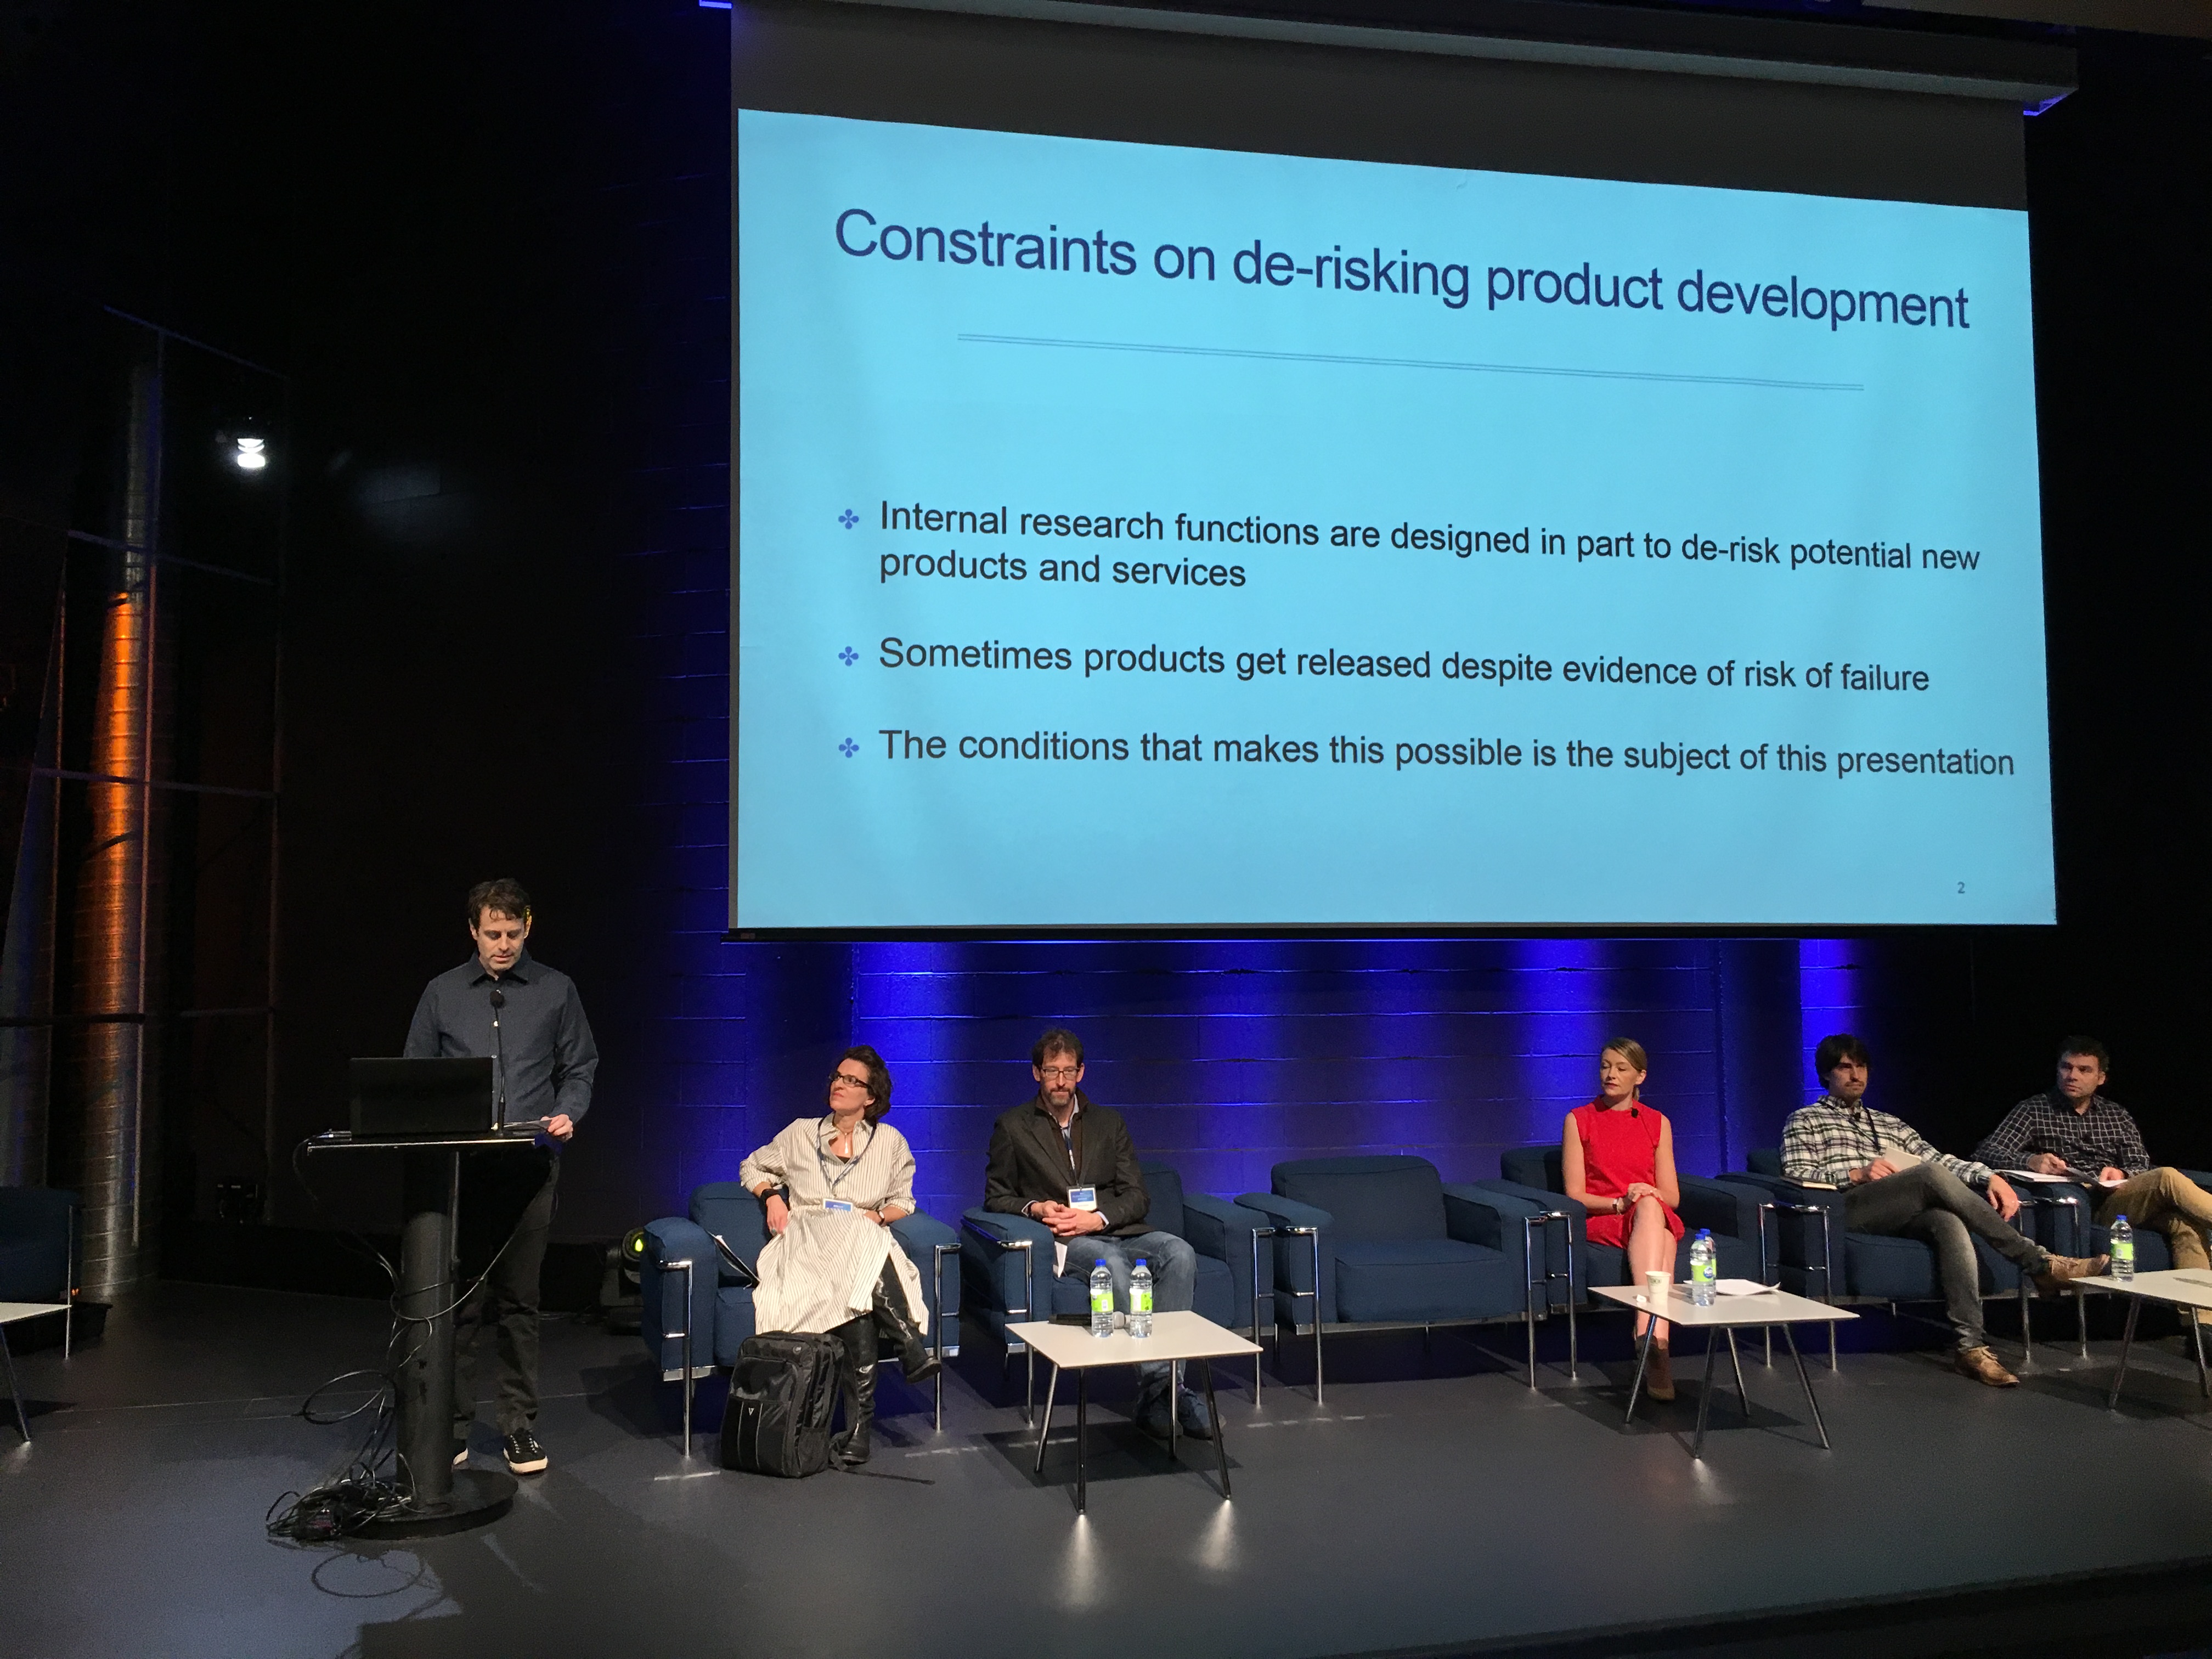 Constraints on de-risking product development
Internal research functions are designed in part to de-risk potential new
products and services
Sometimes products get released despite evidence of risk of failure
The conditions that makes this possible is the subject of this presentation
2